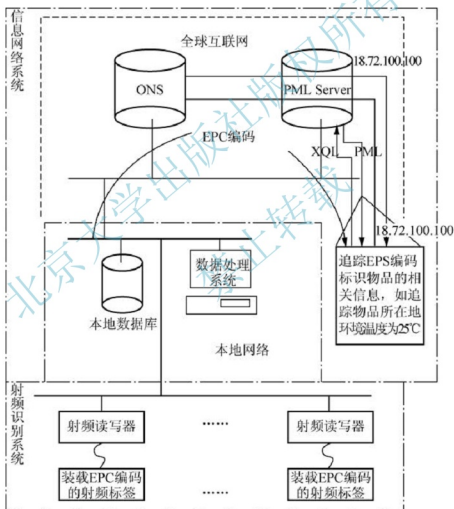 信息网络系统
全球互联网
18.72.100.100
ONS
PML Server
EPC编码
XQL
PML
18.72.100.100
追踪EPS编码
标识物品的相
关信息，如追
踪物品所在地
环境温度为25℃
数据处理
系统
本地数据库
本地网络
射频识别系统
射频读写器
……
射频读写器
装载EPC编码
的射频标签
……
装载EPC编码
的射频标签
北京大学出版社版权所有
禁止转载